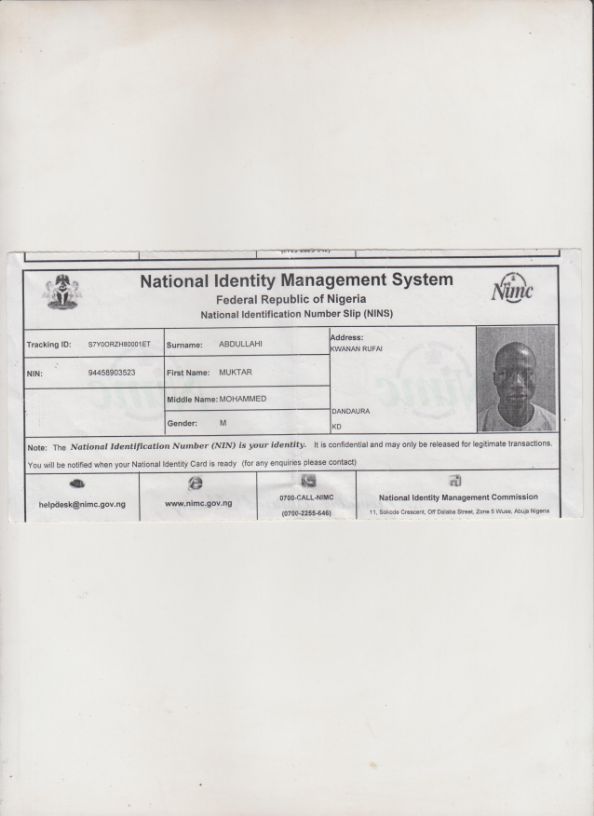 National Identity Management System
Federal Republic of Nigeria
National Identification Number Slip (NINS)
Nimc
Tracking ID: S7Y0ORZH80001ET
Surname: ABDULLAHI
Address:
KWANAN RUFAI
NIN: 94458903523
First Name: MUKTAR
Middle Name: MOHAMMED
DANDAURA
Gender: M
KD
Note: The National Identification Number (NIN) is your identity. It is confidential and may only be released for legitimate transactions.
You will be notified when your National Identity Card is ready (for any enquiries please contact)
helpdesk@nimc.gov.ng
www.nimc.gov.ng
0700-CALL-NIMC
(0700-2255-646)
National Identity Management Commission
11, Sokode Crescent, Off Dalaba Street, Zone 5 Wuse, Abuja Nigeria